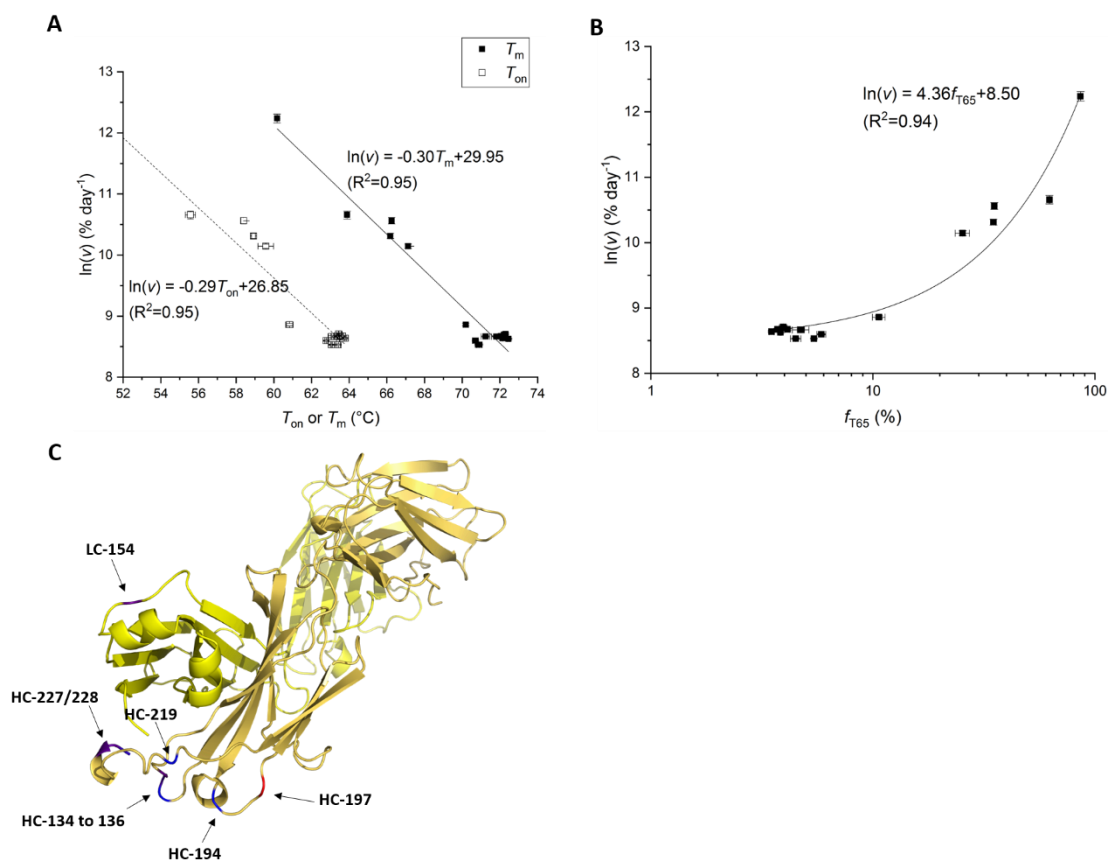 A
B
13
12
11
10
9
8
ln(v) (% day⁻¹)
Tm
Ton
ln(v) = -0.30Tm+29.95
(R²=0.95)
ln(v) = -0.29Ton+26.85
(R²=0.95)
52 54 56 58 60 62 64 66 68 70 72 74
Ton or Tm (°C)
13
12
11
10
9
8
ln(v) (% day⁻¹)
ln(v) = 4.36fT65+8.50
(R²=0.94)
1 10 100
fT65 (%)
C
LC-154
HC-227/228
HC-219
HC-197
HC-134 to 136
HC-194